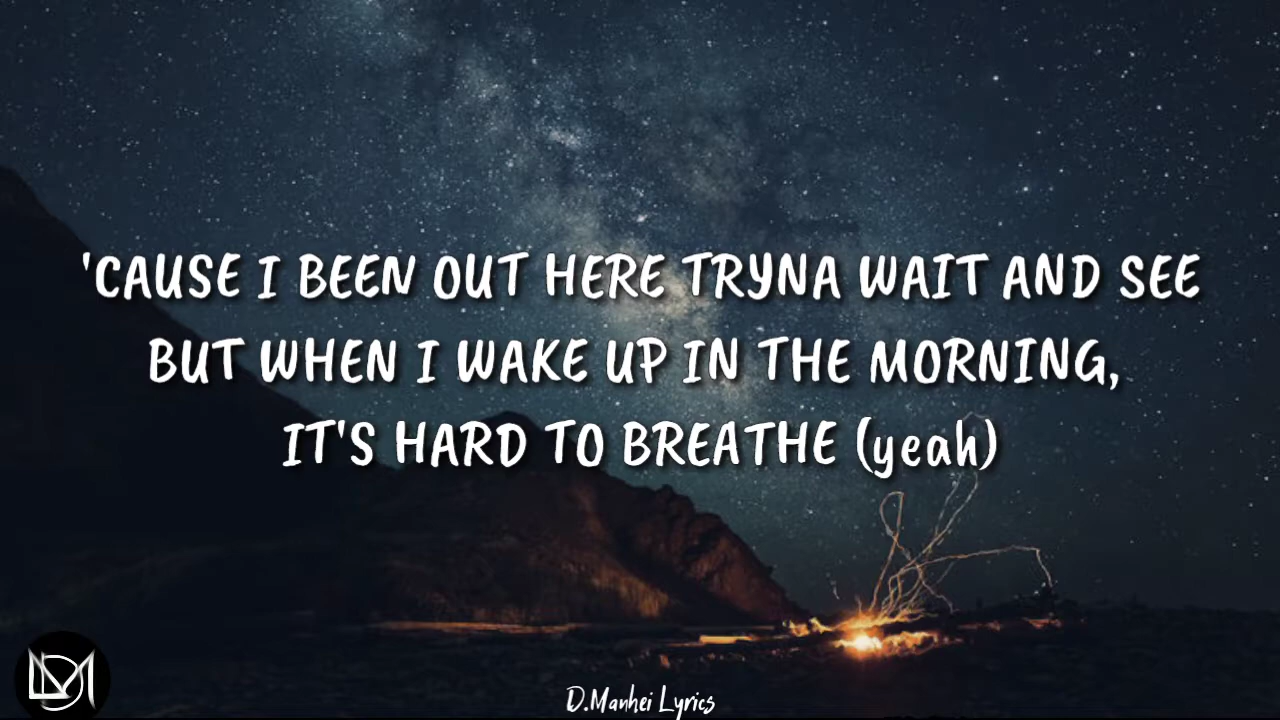 'CAUSE I BEEN OUT HERE TRYNA WAIT AND SEE
BUT WHEN I WAKE UP IN THE MORNING,
IT'S HARD TO BREATHE (yeah)
DM
D.Manhei Lyrics